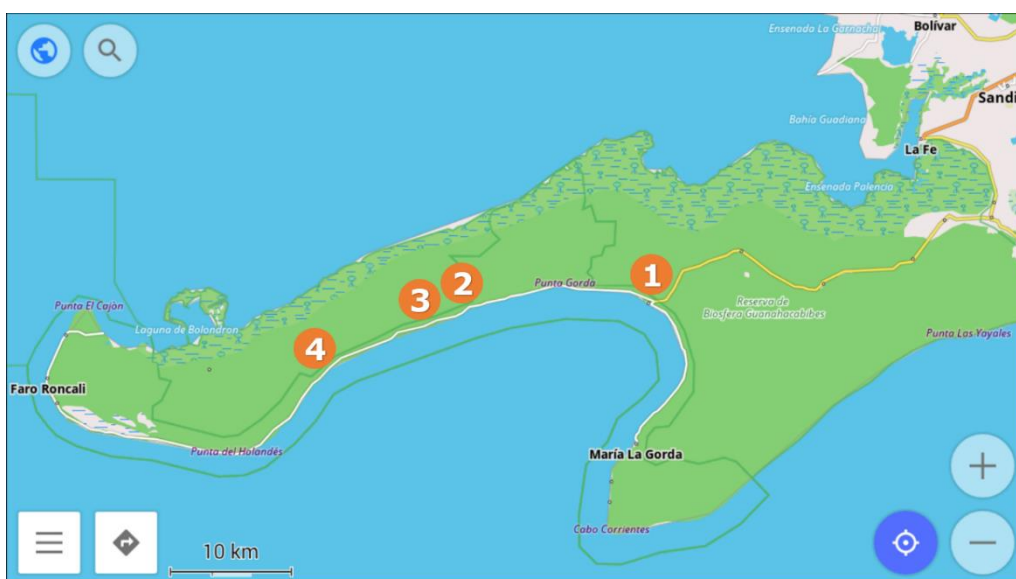 Ensenada La Garnacha
Bolívar
Sandi
Bahía Guadiana
La Fe
Ensenada Palencia
1
2
Punta Gorda
3
Reserva de
Biosfera Guanahacabibes
Punta El Cajón
Laguna de Bolondron
Punta Los Yayales
4
Faro Roncali
Punta del Holandés
María La Gorda
Cabo Corrientes
10 km